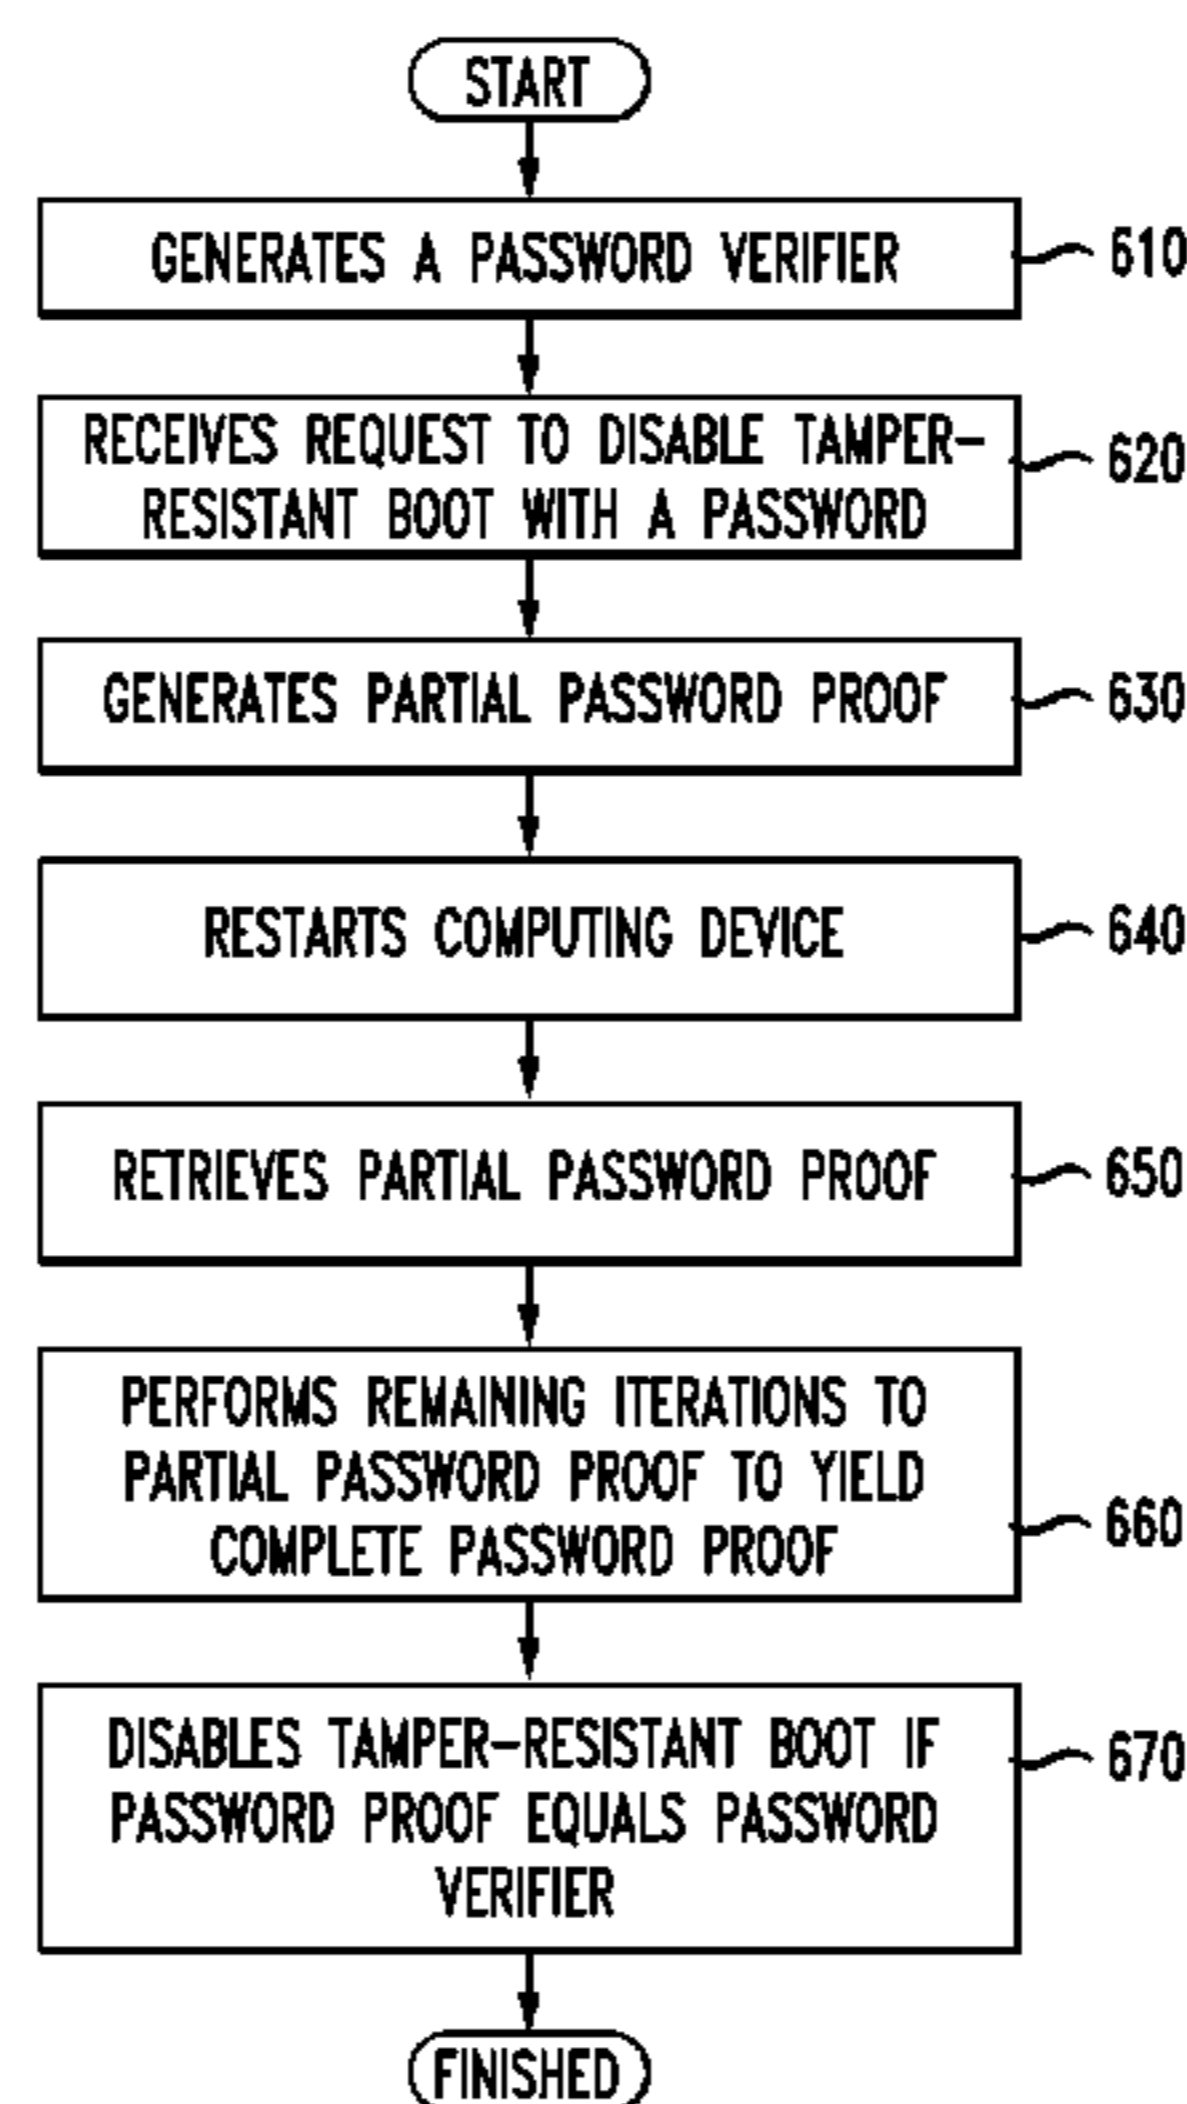 START
GENERATES A PASSWORD VERIFIER
610
RECEIVES REQUEST TO DISABLE TAMPER-
RESISTANT BOOT WITH A PASSWORD
620
GENERATES PARTIAL PASSWORD PROOF
630
RESTARTS COMPUTING DEVICE
640
RETRIEVES PARTIAL PASSWORD PROOF
650
PERFORMS REMAINING ITERATIONS TO
PARTIAL PASSWORD PROOF TO YIELD
COMPLETE PASSWORD PROOF
660
DISABLES TAMPER-RESISTANT BOOT IF
PASSWORD PROOF EQUALS PASSWORD
VERIFIER
670
FINISHED